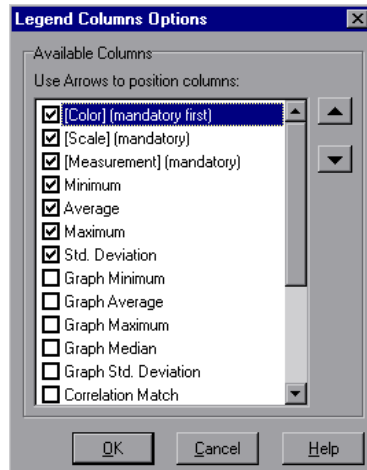 Legend Columns Options
Available Columns
Use Arrows to position columns:
[Color] (mandatory first)
[Scale] (mandatory)
[Measurement] (mandatory)
Minimum
Average
Maximum
Std. Deviation
Graph Minimum
Graph Average
Graph Maximum
Graph Median
Graph Std. Deviation
Correlation Match
OK Cancel Help